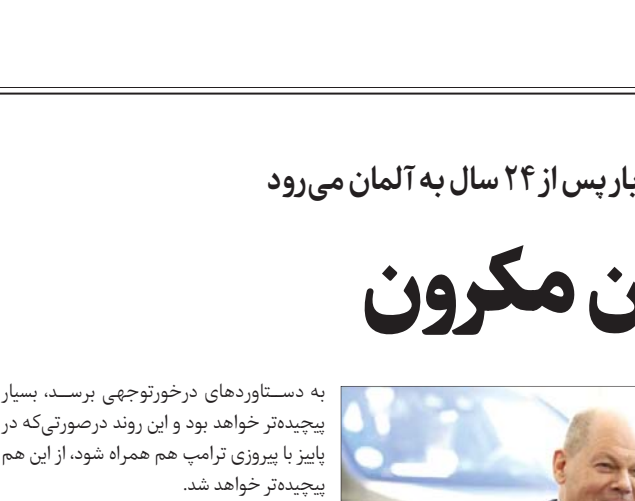 بار پس از ۲۴ سال به آلمان می‌رود
مکرون
به دستاوردهای درخورتوجهی برسد، بسیار
پیچیده‌تر خواهد بود و این روند درصورتی‌که در
پاییز با پیروزی ترامپ هم همراه شود، از این هم
پیچیده‌تر خواهد شد.